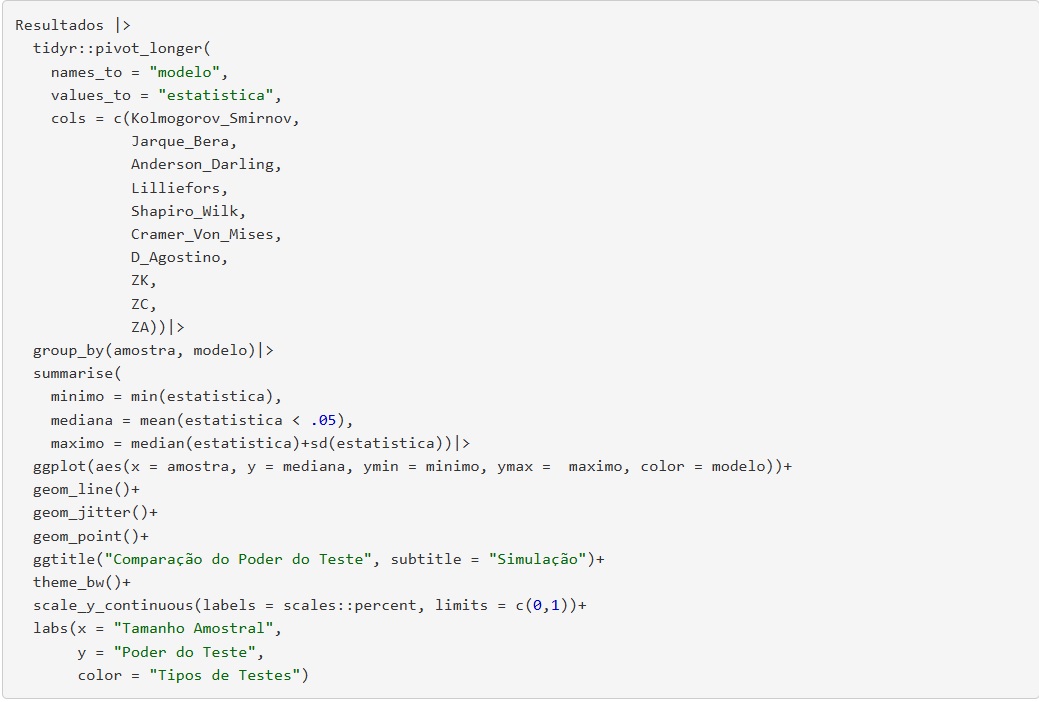 Resultados |>
  tidyr::pivot_longer(
    names_to = "modelo",
    values_to = "estatistica",
    cols = c(Kolmogorov_Smirnov,
             Jarque_Bera,
             Anderson_Darling,
             Lilliefors,
             Shapiro_Wilk,
             Cramer_Von_Mises,
             D_Agostino,
             ZK,
             ZC,
             ZA))|>
  group_by(amostra, modelo)|>
  summarise(
    minimo = min(estatistica),
    mediana = mean(estatistica < .05),
    maximo = median(estatistica)+sd(estatistica))|>
  ggplot(aes(x = amostra, y = mediana, ymin = minimo, ymax =  maximo, color = modelo))+
  geom_line()+
  geom_jitter()+
  geom_point()+
  ggtitle("Comparação do Poder do Teste", subtitle = "Simulação")+
  theme_bw()+
  scale_y_continuous(labels = scales::percent, limits = c(0,1))+
  labs(x = "Tamanho Amostral",
       y = "Poder do Teste",
       color = "Tipos de Testes")